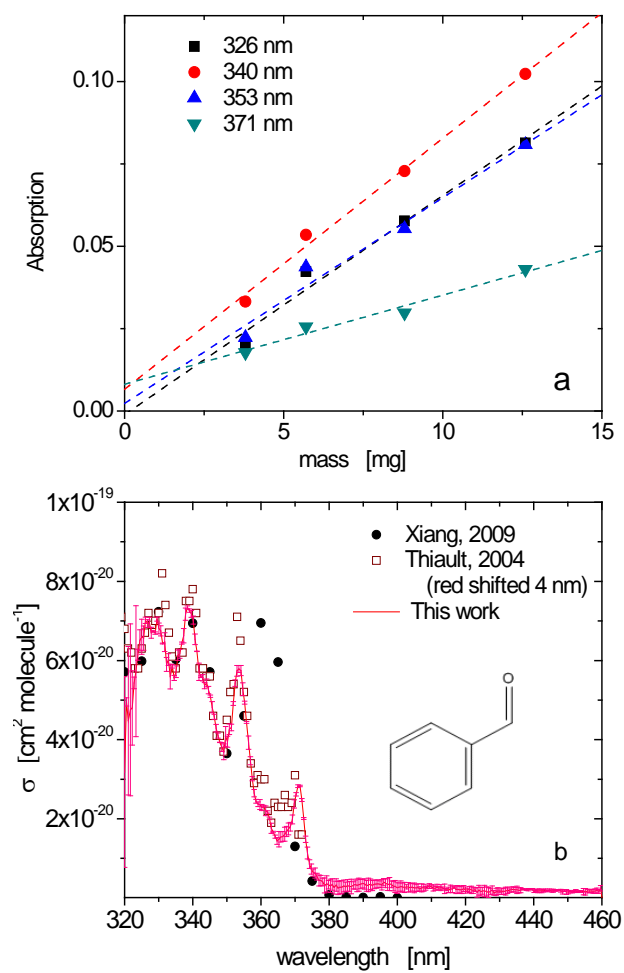 326 nm
340 nm
353 nm
371 nm
0.10
0.05
0.00
Absorption
0 5 10 15
mass [mg]
a
1x10⁻¹⁹
8x10⁻²⁰
6x10⁻²⁰
4x10⁻²⁰
2x10⁻²⁰
σ [cm² molecule⁻¹]
Xiang, 2009
Thiault, 2004
(red shifted 4 nm)
This work
O
b
320 340 360 380 400 420 440 460
wavelength [nm]